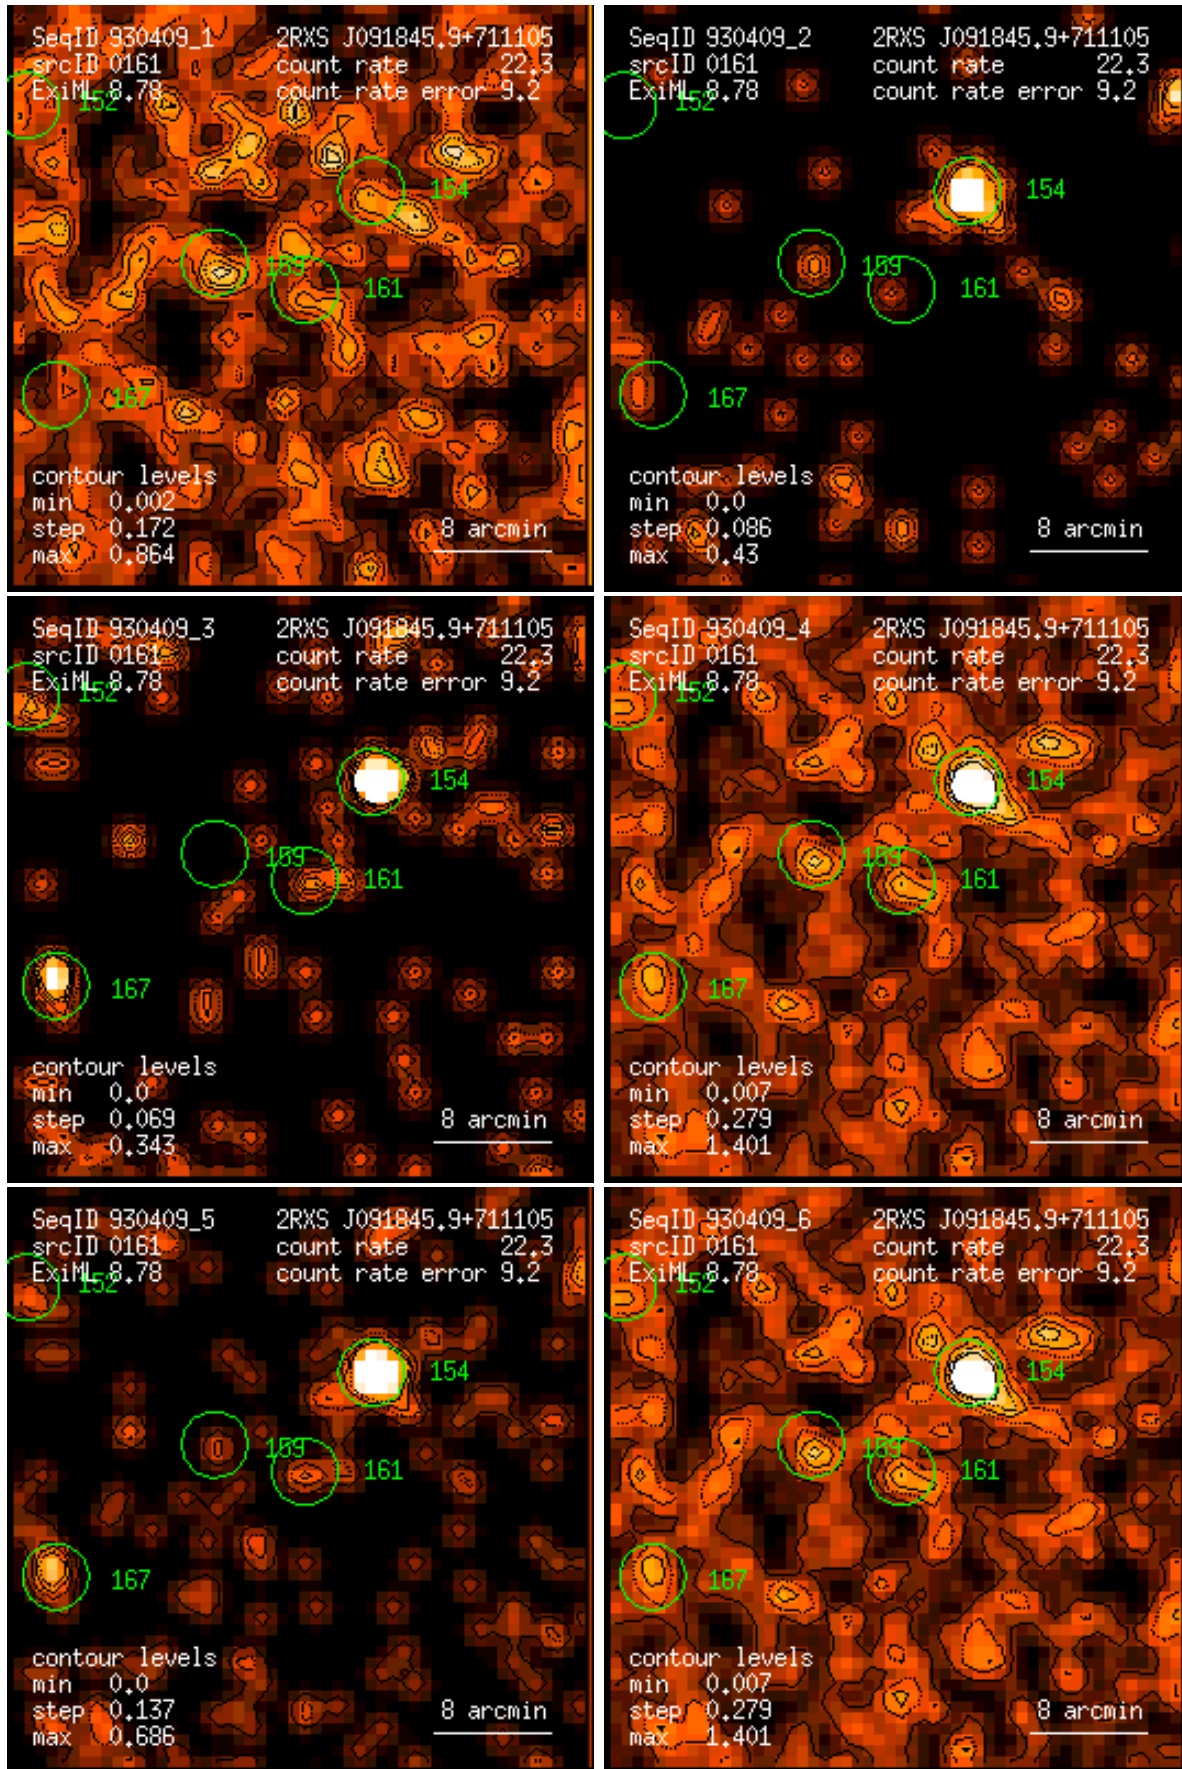 SeqID 930409_1 2RXS J091845.9+711105
srcID 0161 count rate 22.3
ExiML 8.78 count rate error 9.2
152
154
159
161
167
contour levels
min 0.002
step 0.172
max 0.864
8 arcmin
SeqID 930409_2 2RXS J091845.9+711105
srcID 0161 count rate 22.3
ExiML 8.78 count rate error 9.2
152
154
159
161
167
contour levels
min 0.0
step 0.086
max 0.43
8 arcmin
SeqID 930409_3 2RXS J091845.9+711105
srcID 0161 count rate 22.3
ExiML 8.78 count rate error 9.2
152
154
159
161
167
contour levels
min 0.0
step 0.069
max 0.343
8 arcmin
SeqID 930409_4 2RXS J091845.9+711105
srcID 0161 count rate 22.3
ExiML 8.78 count rate error 9.2
152
154
159
161
167
contour levels
min 0.007
step 0.279
max 1.401
8 arcmin
SeqID 930409_5 2RXS J091845.9+711105
srcID 0161 count rate 22.3
ExiML 8.78 count rate error 9.2
152
154
159
161
167
contour levels
min 0.0
step 0.137
max 0.686
8 arcmin
SeqID 930409_6 2RXS J091845.9+711105
srcID 0161 count rate 22.3
ExiML 8.78 count rate error 9.2
152
154
159
161
167
contour levels
min 0.007
step 0.279
max 1.401
8 arcmin